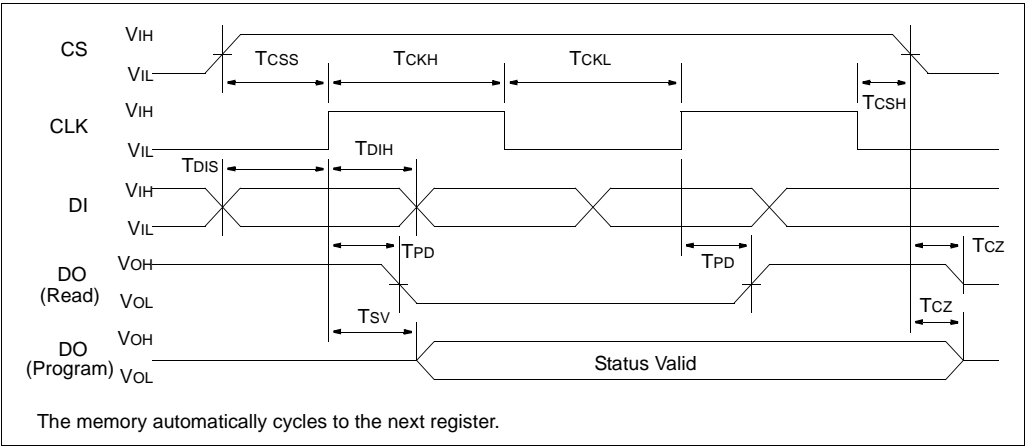 CS
VIH
VIL
TCSS
TCKH
TCKL
TCSH
CLK
VIH
VIL
TDIS
TDIH
DI
VIH
VIL
TPD
TPD
TCZ
DO
(Read)
VOH
VOL
TSV
TCZ
DO
(Program)
VOH
VOL
Status Valid
The memory automatically cycles to the next register.